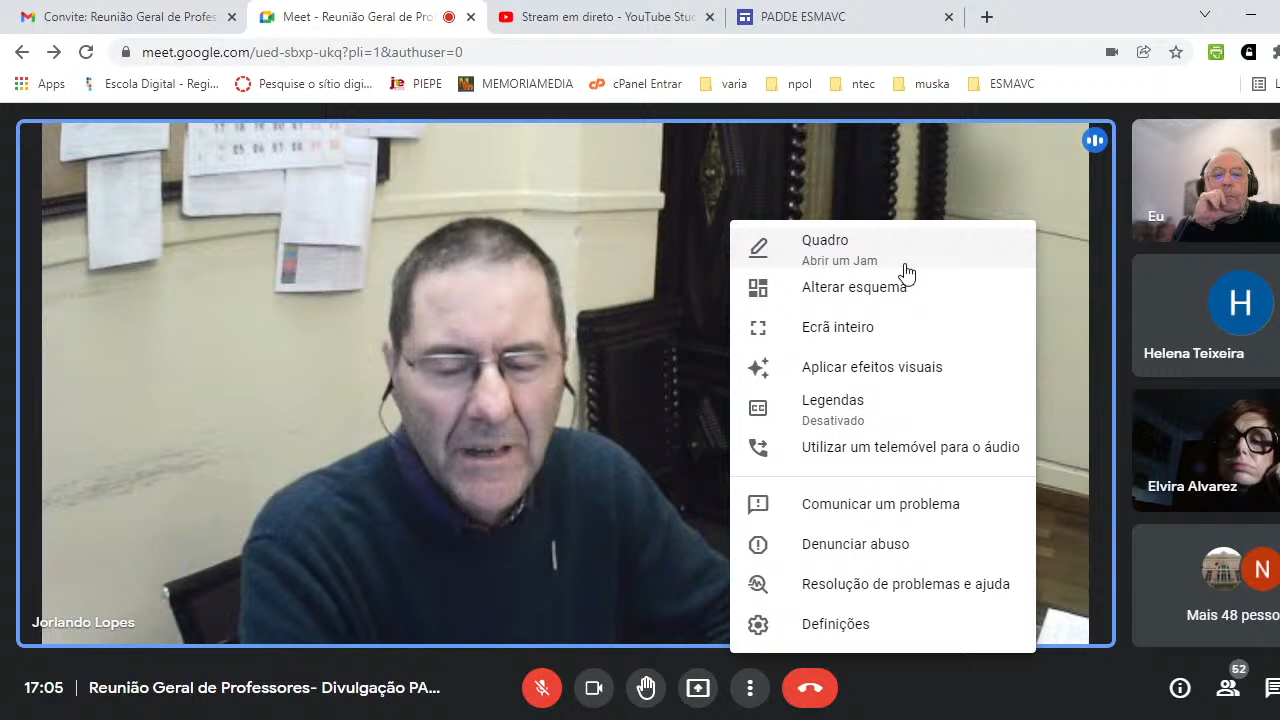 Convite: Reunião Geral de Profes
Meet - Reunião Geral de Pro
Stream em direto - YouTube Stu
PADDE ESMAVC
meet.google.com/ued-sbxp-ukq?pli=1&authuser=0
Apps
Escola Digital - Regi...
Pesquise o sítio digi...
PIEPE
MEMORIAMEDIA
cPanel Entrar
varia
npol
ntec
muska
ESMAVC
Quadro
Abrir um Jam
Alterar esquema
Ecrã inteiro
Aplicar efeitos visuais
Legendas
Desativado
Utilizar um telemóvel para o áudio
Comunicar um problema
Denunciar abuso
Resolução de problemas e ajuda
Definições
Jorlando Lopes
Eu
H
Helena Teixeira
Elvira Alvarez
N
Mais 48 pesso
17:05
Reunião Geral de Professores- Divulgação PA...
52